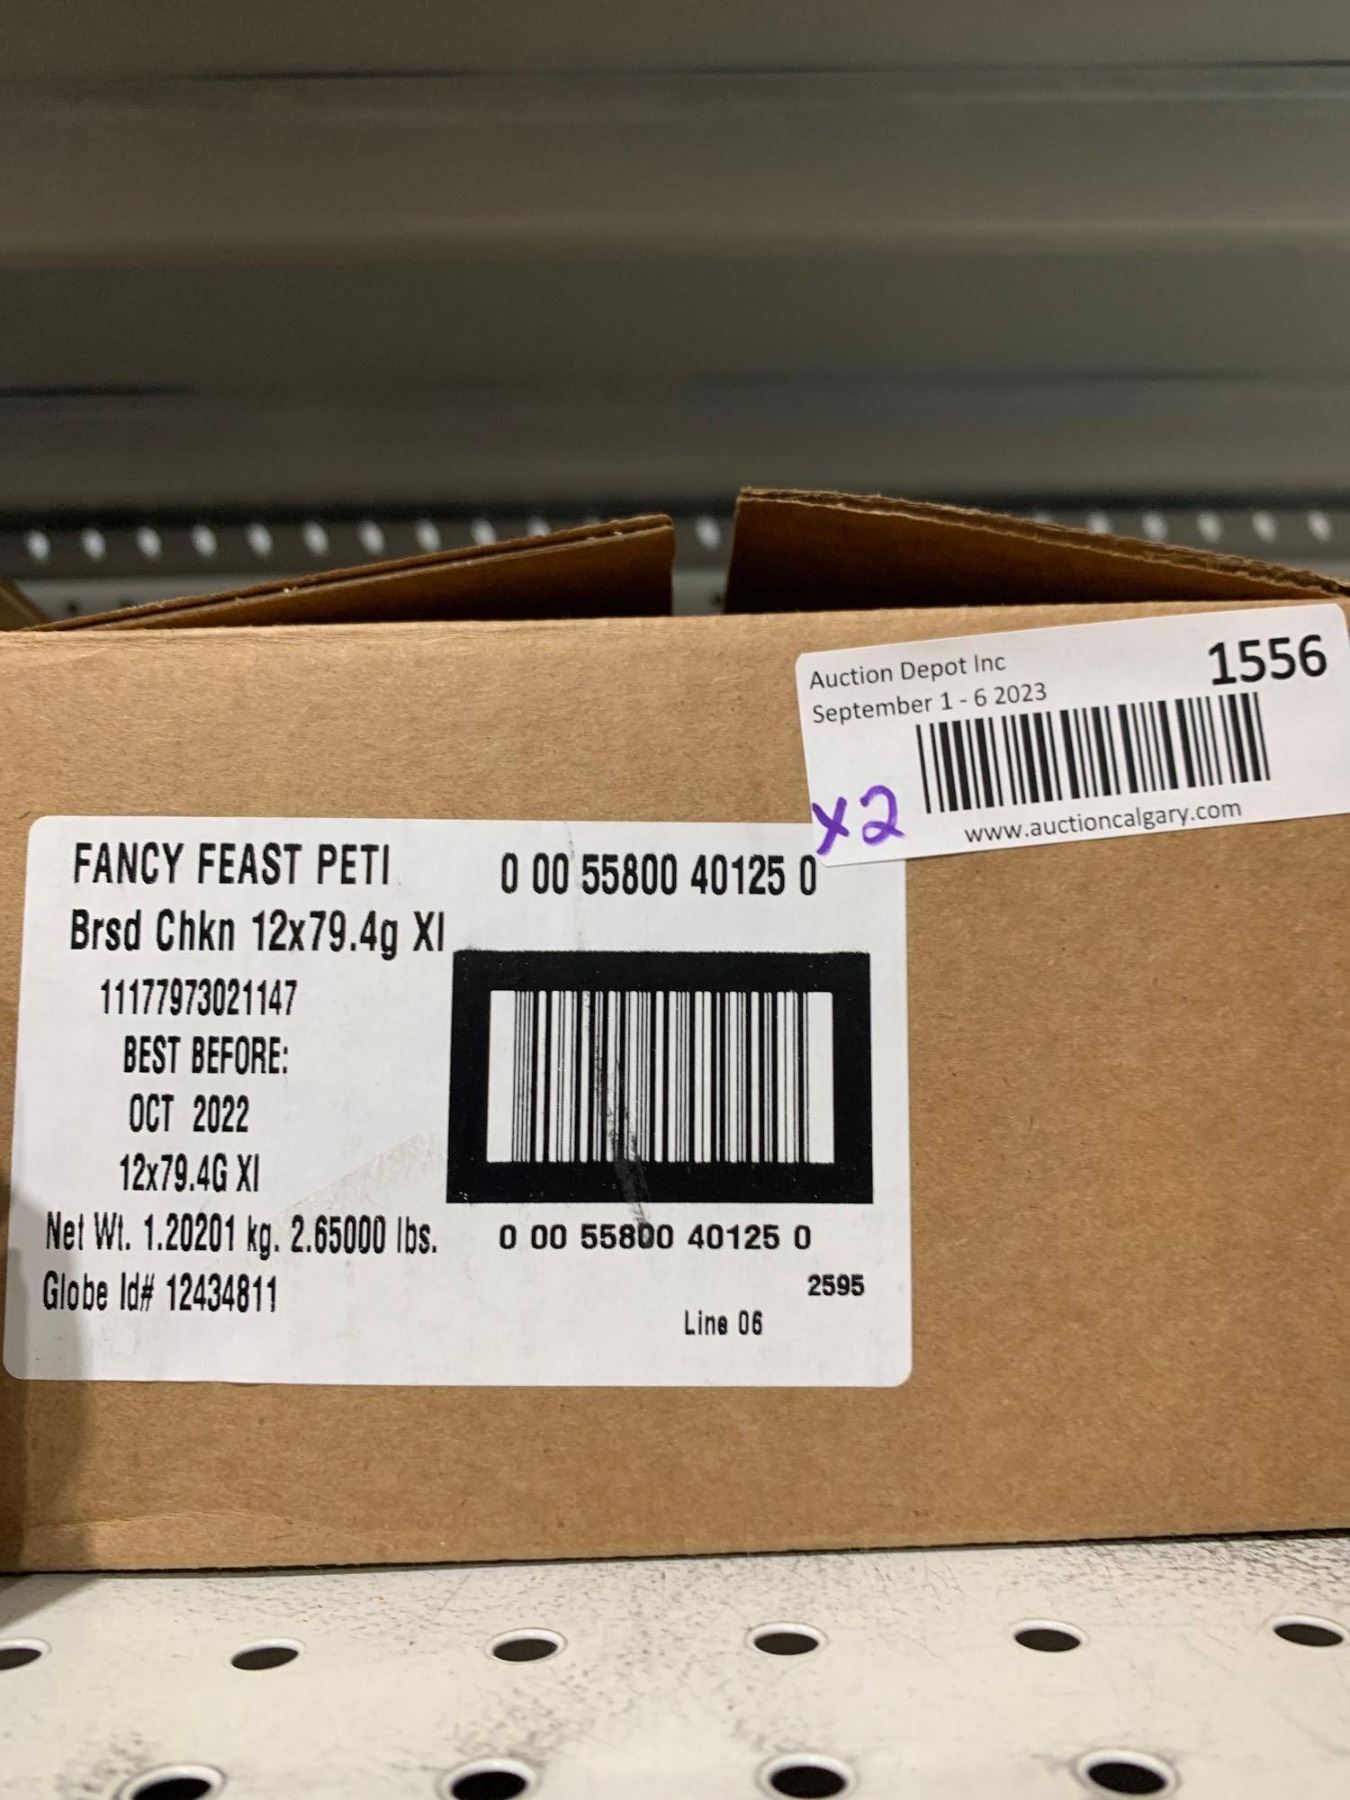 Auction Depot Inc
September 1 - 6 2023
1556
x2
www.auctioncalgary.com
FANCY FEAST PETI
0 00 55800 40125 0
Brsd Chkn 12x79.4g XI
11177973021147
BEST BEFORE:
OCT 2022
12x79.4G XI
Net Wt. 1.20201 kg. 2.65000 lbs.
0 00 55800 40125 0
Globe Id# 12434811
2595
Line 06